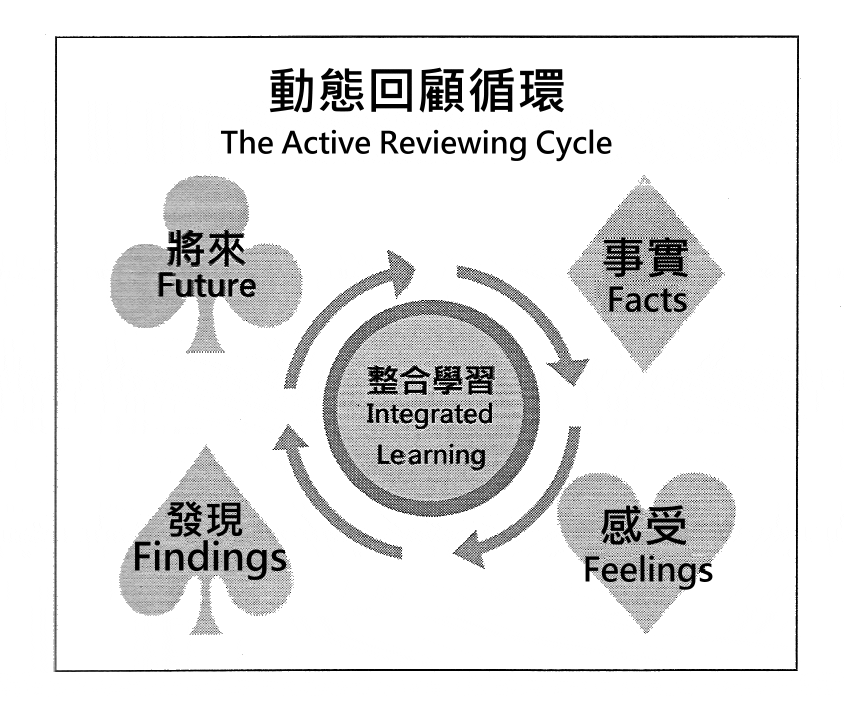 動態回顧循環
The Active Reviewing Cycle
將來
Future
事實
Facts
整合學習
Integrated
Learning
發現
Findings
感受
Feelings